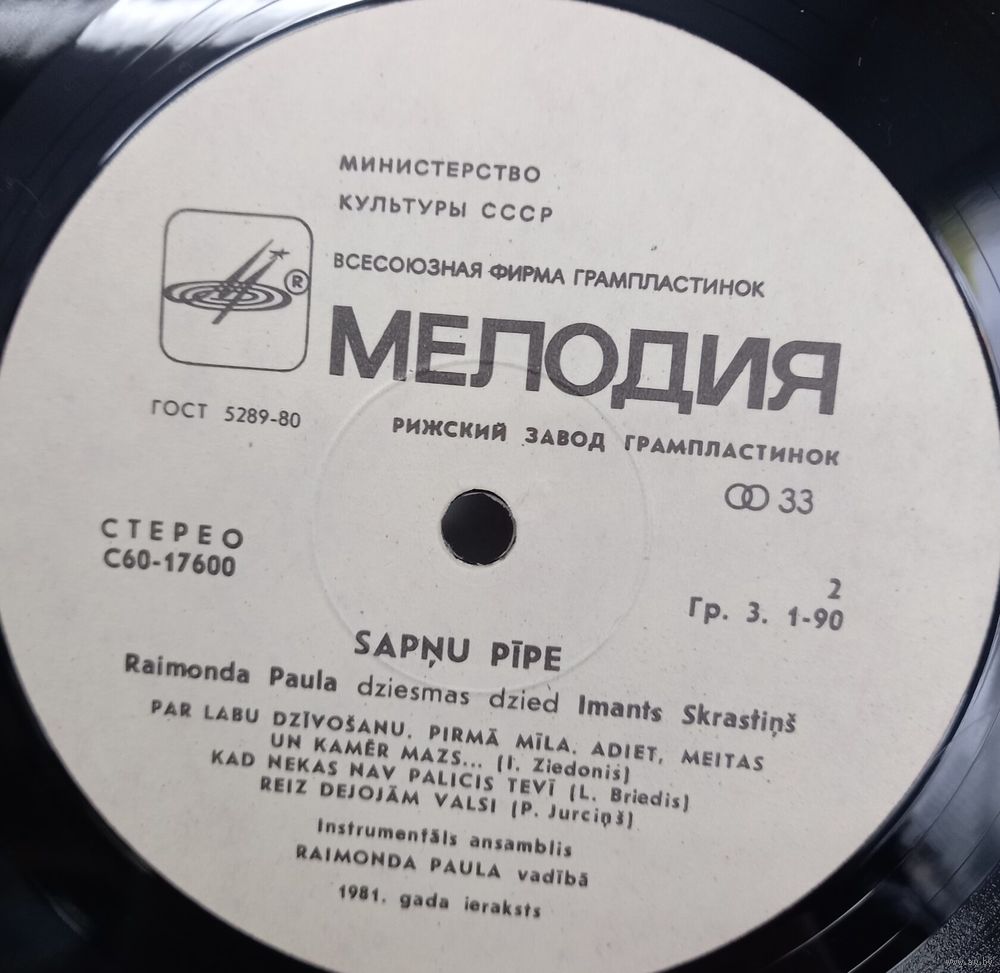 МИНИСТЕРСТВО
КУЛЬТУРЫ СССР
ВСЕСОЮЗНАЯ ФИРМА ГРАМПЛАСТИНОК
®
МЕЛОДИЯ
ГОСТ 5289-80
РИЖСКИЙ ЗАВОД ГРАМПЛАСТИНОК
33
СТЕРЕО
С60-17600
2
Гр. 3. 1-90
SAPŅU PĪPE
Raimonda Paula dziesmas dzied Imants Skrastiņš
PAR LABU DZĪVOŠANU. PIRMĀ MĪLA. ADIET, MEITAS
UN KAMĒR MAZS... (I. Ziedonis)
KAD NEKAS NAV PALICIS TEVĪ (L. Briedis)
REIZ DEJOJĀM VALSI (P. Jurciņš)
Instrumentāls ansamblis
RAIMONDA PAULA vadībā
1981. gada ieraksts
www.ay.by